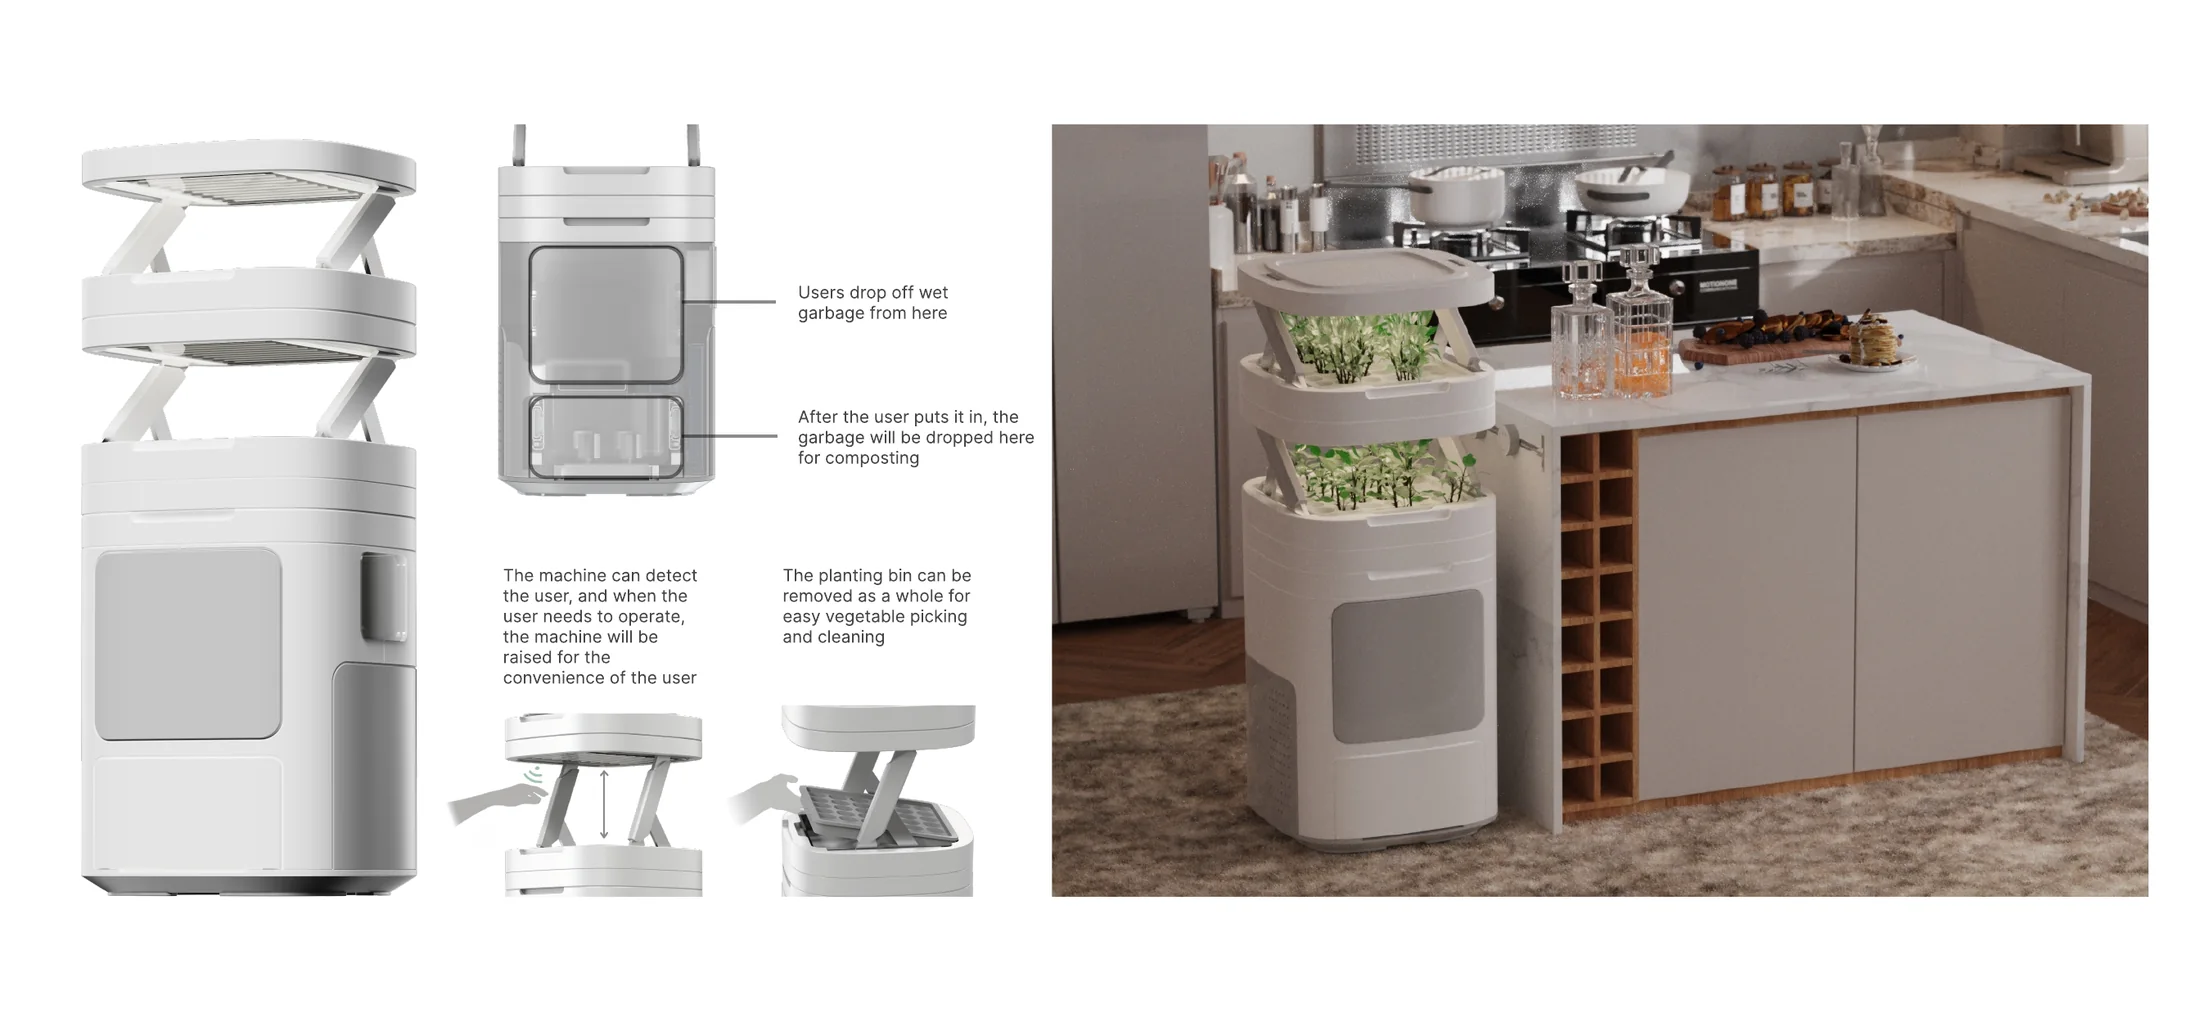 Users drop off wet
garbage from here
After the user puts it in, the
garbage will be dropped here
for composting
The machine can detect
the user, and when the
user needs to operate,
the machine will be
raised for the
convenience of the user
The planting bin can be
removed as a whole for
easy vegetable picking
and cleaning